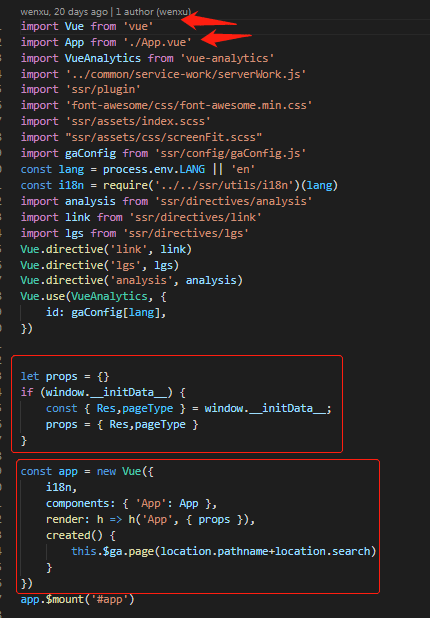 wenxu, 20 days ago | 1 author (wenxu)
import Vue from 'vue'
import App from './App.vue'
import VueAnalytics from 'vue-analytics'
import '../common/service-work/serverWork.js'
import 'ssr/plugin'
import 'font-awesome/css/font-awesome.min.css'
import 'ssr/assets/index.scss'
import "ssr/assets/css/screenFit.scss"
import gaConfig from 'ssr/config/gaConfig.js'
const lang = process.env.LANG || 'en'
const i18n = require('../../ssr/utils/i18n')(lang)
import analysis from 'ssr/directives/analysis'
import link from 'ssr/directives/link'
import lgs from 'ssr/directives/lgs'
Vue.directive('link', link)
Vue.directive('lgs', lgs)
Vue.directive('analysis', analysis)
Vue.use(VueAnalytics, {
    id: gaConfig[lang],
})
let props = {}
if (window.__initData__) {
    const { Res,pageType } = window.__initData__;
    props = { Res,pageType }
}
const app = new Vue({
    i18n,
    components: { 'App': App },
    render: h => h('App', { props }),
    created() {
        this.$ga.page(location.pathname+location.search)
    }
})
app.$mount('#app')